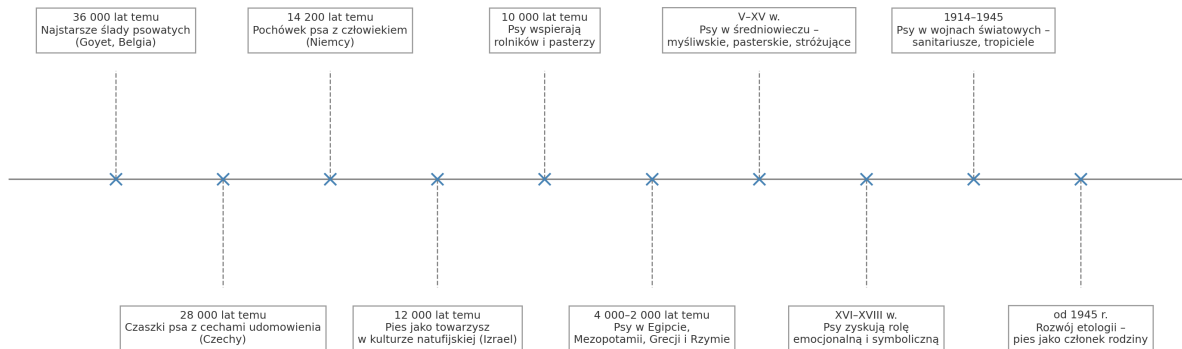 36 000 lat temu
Najstarsze ślady psowatych
(Goyet, Belgia)
14 200 lat temu
Pochówek psa z człowiekiem
(Niemcy)
10 000 lat temu
Psy wspierają
rolników i pasterzy
V–XV w.
Psy w średniowieczu –
myśliwskie, pasterskie, stróżujące
1914–1945
Psy w wojnach światowych –
sanitariusze, tropiciele
28 000 lat temu
Czaszki psa z cechami udomowienia
(Czechy)
12 000 lat temu
Pies jako towarzysz
w kulturze natufijskiej (Izrael)
4 000–2 000 lat temu
Psy w Egipcie,
Mezopotamii, Grecji i Rzymie
XVI–XVIII w.
Psy zyskują rolę
emocjonalną i symboliczną
od 1945 r.
Rozwój etologii –
pies jako członek rodziny